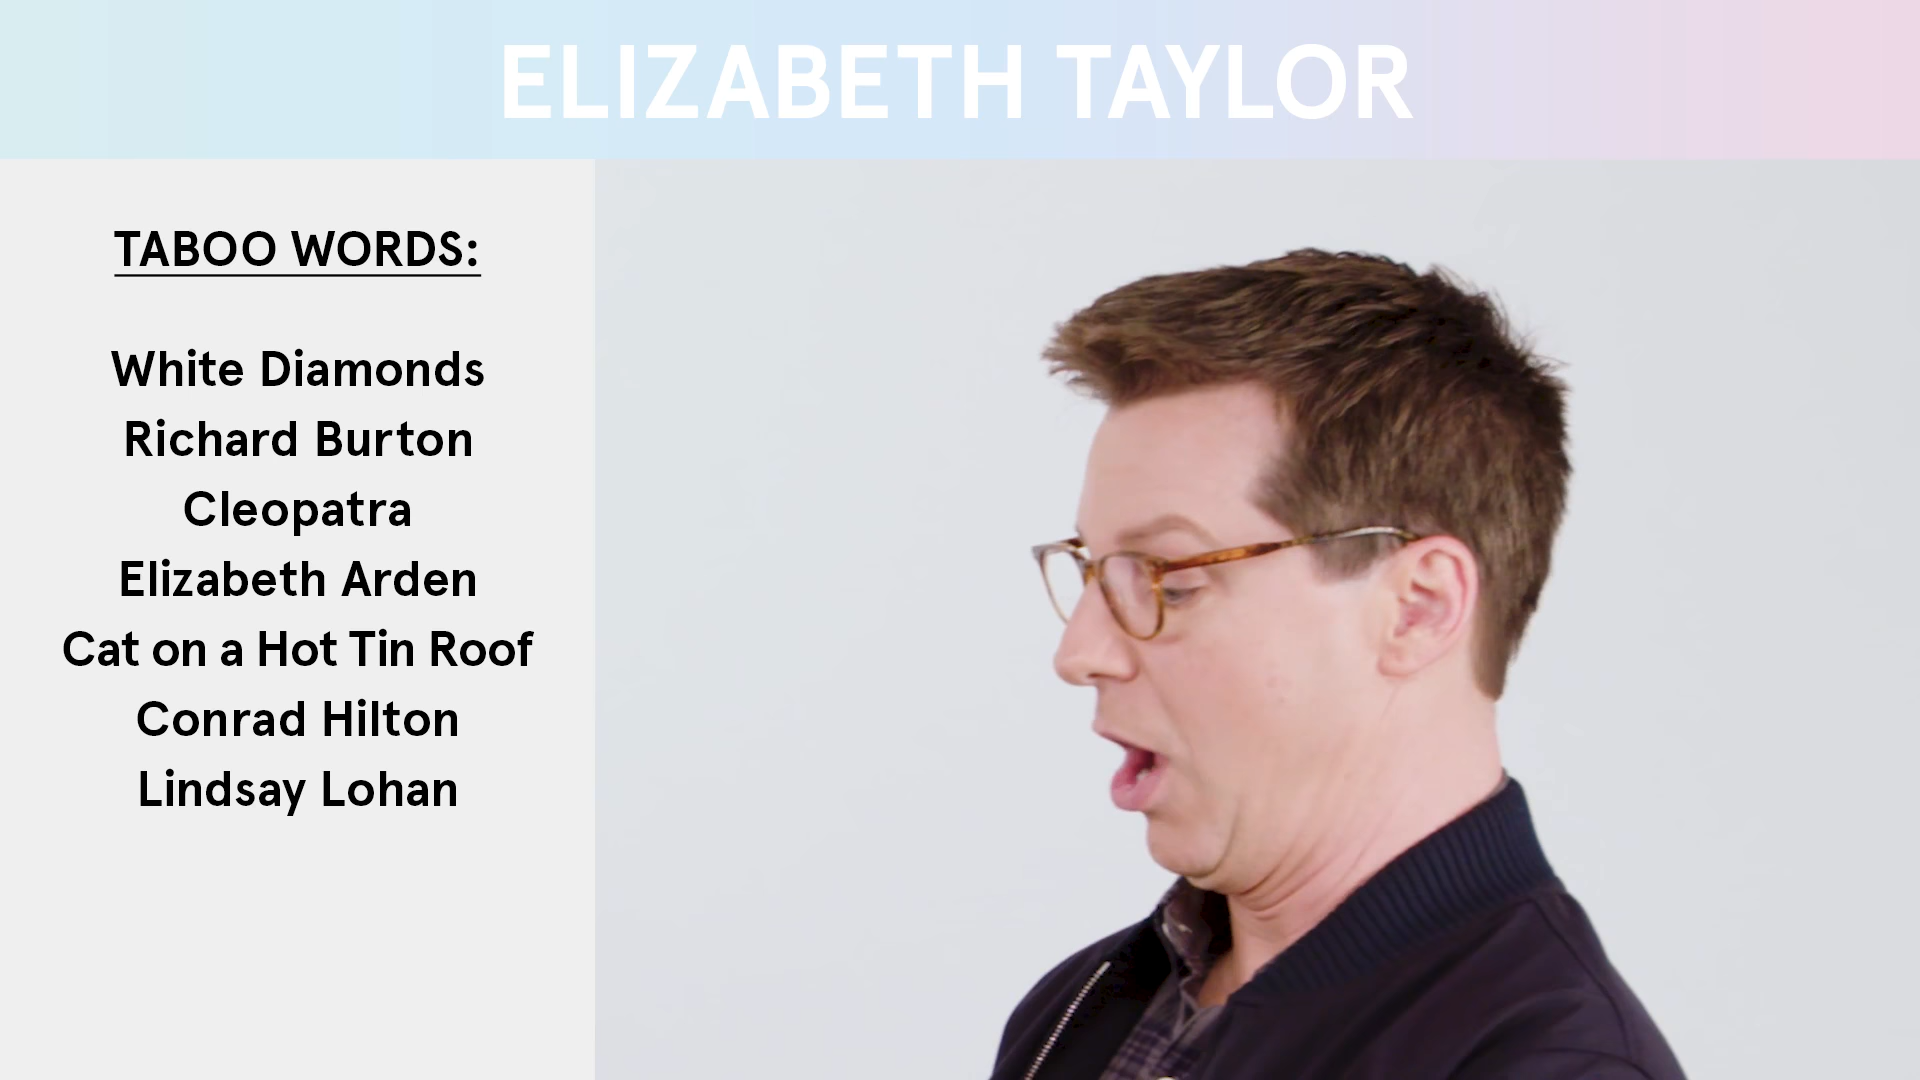 ELIZABETH TAYLOR
TABOO WORDS:
White Diamonds
Richard Burton
Cleopatra
Elizabeth Arden
Cat on a Hot Tin Roof
Conrad Hilton
Lindsay Lohan